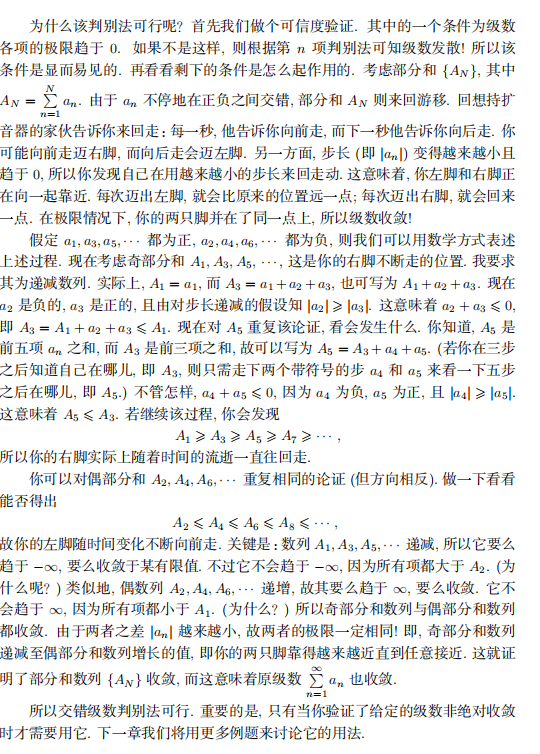 为什么该判别法可行呢? 首先我们做个可信度验证. 其中的一个条件为级数
各项的极限趋于 0. 如果不是这样, 则根据第 n 项判别法可知级数发散! 所以该
条件是显而易见的. 再看看剩下的条件是怎么起作用的. 考虑部分和 {A_N}, 其中
A_N = \sum_{n=1}^{N} a_n. 由于 a_n 不停地在正负之间交错, 部分和 A_N 则来回游移. 回想持扩
音器的家伙告诉你来回走: 每一秒, 他告诉你向前走, 而下一秒他告诉你向后走. 你
可能向前走迈右脚, 而向后走会迈左脚. 另一方面, 步长 (即 |a_n|) 变得越来越小且
趋于 0, 所以你发现自己在用越来越小的步长来回走动. 这意味着, 你左脚和右脚正
在向一起靠近. 每次迈出左脚, 就会比原来的位置远一点; 每次迈出右脚, 就会回来
一点. 在极限情况下, 你的两只脚并在了同一点上, 所以级数收敛!
假定 a_1, a_3, a_5, ··· 都为正, a_2, a_4, a_6, ··· 都为负, 则我们可以用数学方式表述
上述过程. 现在考虑奇部分和 A_1, A_3, A_5, ···, 这是你的右脚不断走的位置. 我要求
其为递减数列. 实际上, A_1 = a_1, 而 A_3 = a_1 + a_2 + a_3, 也可写为 A_1 + a_2 + a_3. 现在
a_2 是负的, a_3 是正的, 且由对步长递减的假设知 |a_2| ⩾ |a_3|. 这意味着 a_2 + a_3 ⩽ 0,
即 A_3 = A_1 + a_2 + a_3 ⩽ A_1. 现在对 A_5 重复该论证, 看会发生什么. 你知道, A_5 是
前五项 a_n 之和, 而 A_3 是前三项之和, 故可以写为 A_5 = A_3 + a_4 + a_5. (若你在三步
之后知道自己在哪儿, 即 A_3, 则只需走下两个带符号的步 a_4 和 a_5 来看一下五步
之后在哪儿, 即 A_5.) 不管怎样, a_4 + a_5 ⩽ 0, 因为 a_4 为负, a_5 为正, 且 |a_4| ⩾ |a_5|.
这意味着 A_5 ⩽ A_3. 若继续该过程, 你会发现
A_1 ⩾ A_3 ⩾ A_5 ⩾ A_7 ⩾ ··· ,
所以你的右脚实际上随着时间的流逝一直往回走.
你可以对偶部分和 A_2, A_4, A_6, ··· 重复相同的论证 (但方向相反). 做一下看看
能否得出
A_2 ⩽ A_4 ⩽ A_6 ⩽ A_8 ⩽ ··· ,
故你的左脚随时间变化不断向前走. 关键是: 数列 A_1, A_3, A_5, ··· 递减, 所以它要么
趋于 −∞, 要么收敛于某有限值. 不过它不会趋于 −∞, 因为所有项都大于 A_2. (为
什么呢? ) 类似地, 偶数列 A_2, A_4, A_6, ··· 递增, 故其要么趋于 ∞, 要么收敛. 它不
会趋于 ∞, 因为所有项都小于 A_1. (为什么? ) 所以奇部分和数列与偶部分和数列
都收敛. 由于两者之差 |a_n| 越来越小, 故两者的极限一定相同! 即, 奇部分和数列
递减至偶部分和数列增长的值, 即你的两只脚靠得越来越近直到任意接近. 这就证
明了部分和数列 {A_N} 收敛, 而这意味着原级数 \sum_{n=1}^{∞} a_n 也收敛.
所以交错级数判别法可行. 重要的是, 只有当你验证了给定的级数非绝对收敛
时才需要用它. 下一章我们将用更多例题来讨论它的用法.